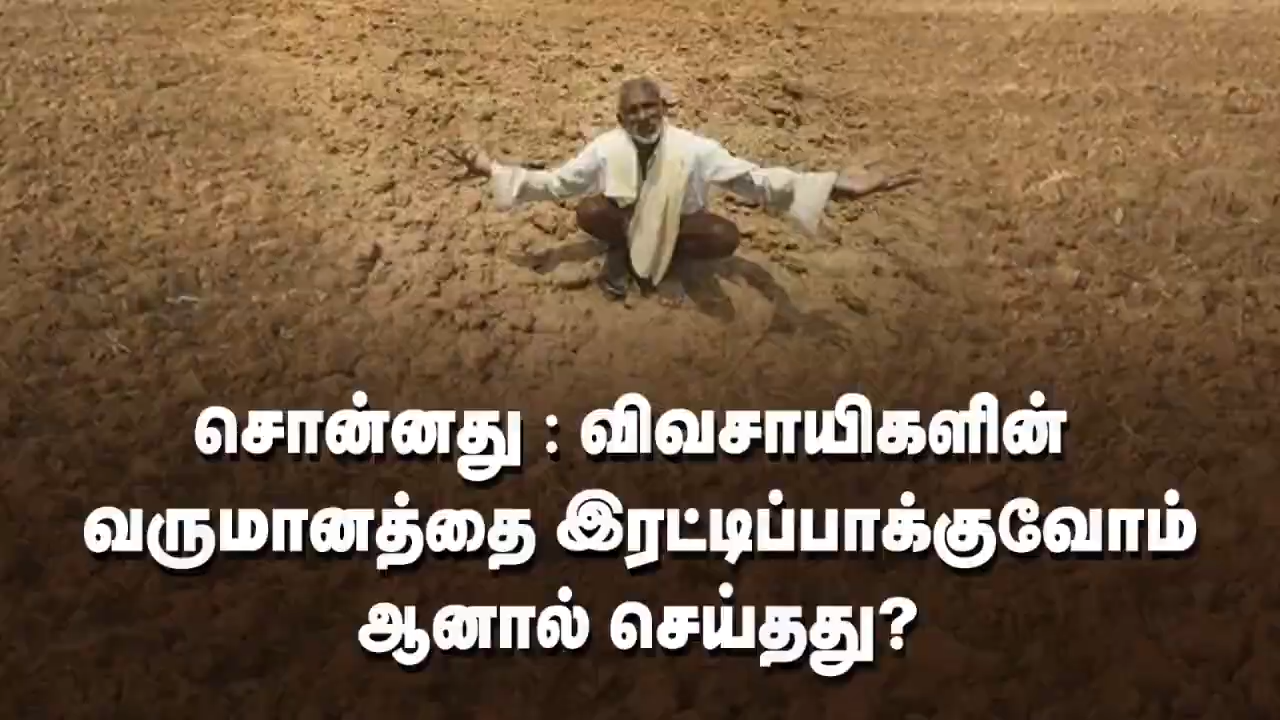 சொன்னது : விவசாயிகளின்
வருமானத்தை இரட்டிப்பாக்குவோம்
ஆனால் செய்தது?